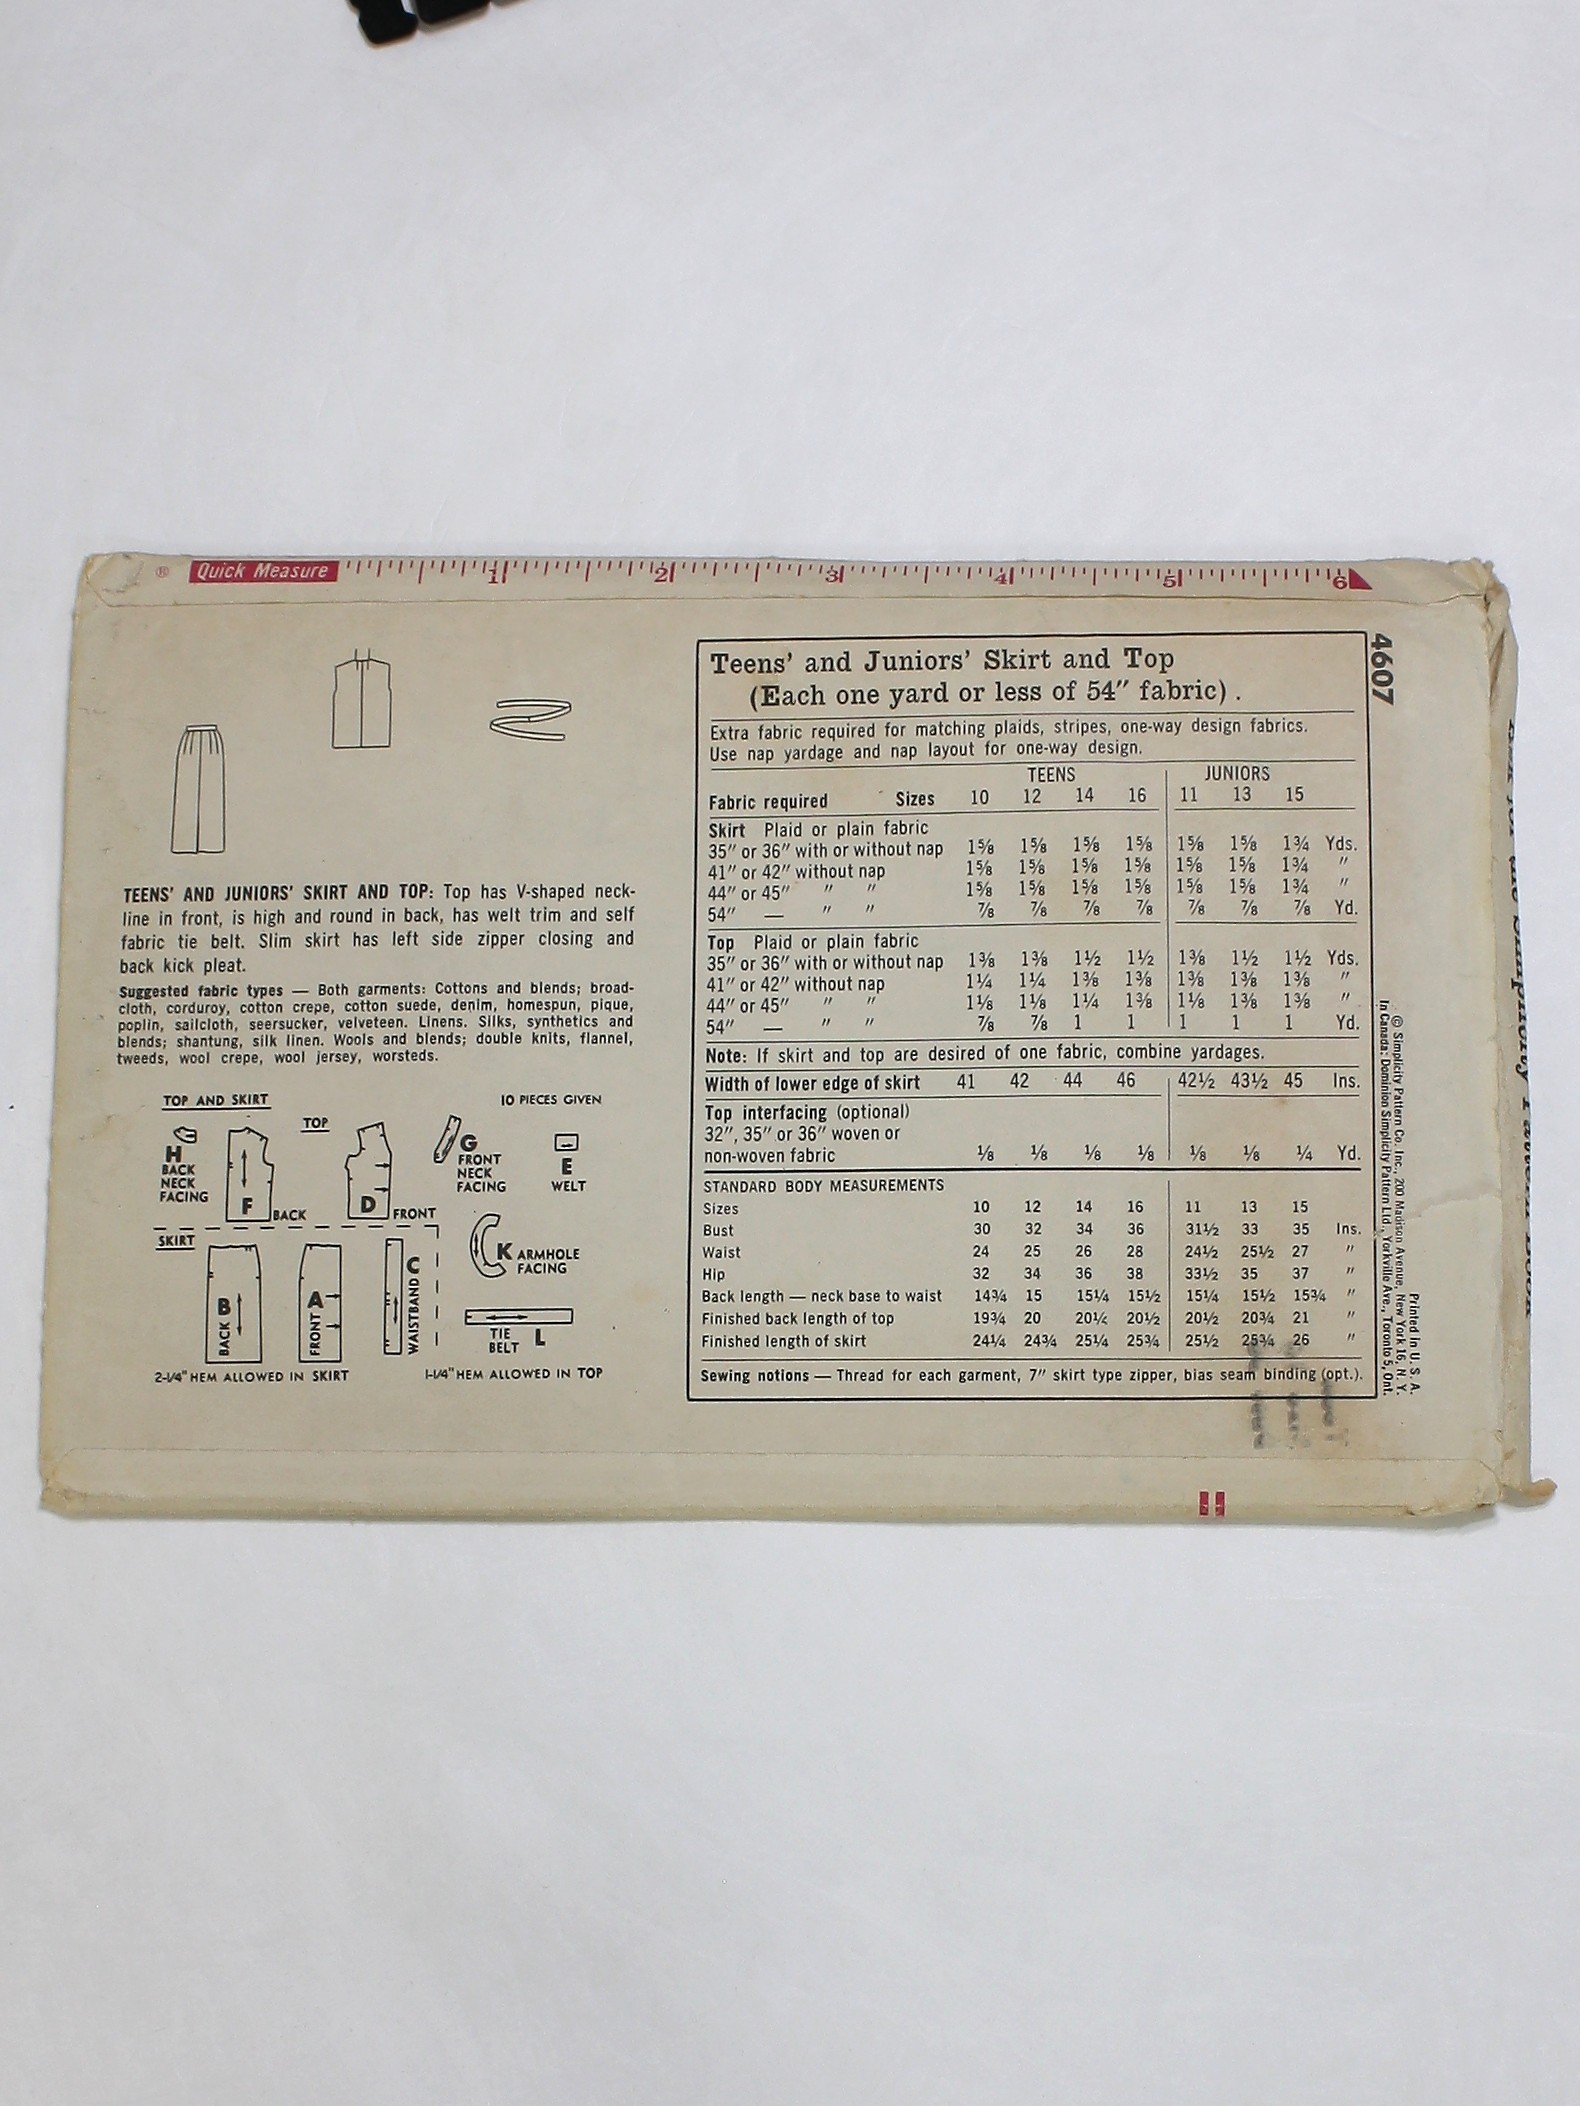 ® Quick Measure 1 2 3 4 5 6
4607
TEENS' AND JUNIORS' SKIRT AND TOP: Top has V-shaped neck-
line in front, is high and round in back, has welt trim and self
fabric tie belt. Slim skirt has left side zipper closing and
back kick pleat.
Suggested fabric types — Both garments: Cottons and blends; broad-
cloth, corduroy, cotton crepe, cotton suede, denim, homespun, pique,
poplin, sailcloth, seersucker, velveteen. Linens. Silks, synthetics and
blends; shantung, silk linen. Wools and blends; double knits, flannel,
tweeds, wool crepe, wool jersey, worsteds.
TOP AND SKIRT
10 PIECES GIVEN
TOP
H
BACK
NECK
FACING
F
BACK
D
FRONT
G
FRONT
NECK
FACING
E
WELT
SKIRT
BACK B
FRONT A
WAISTBAND C
K ARMHOLE
FACING
TIE
BELT L
2-1/4" HEM ALLOWED IN SKIRT
1-1/4" HEM ALLOWED IN TOP
Teens' and Juniors' Skirt and Top
(Each one yard or less of 54" fabric).
Extra fabric required for matching plaids, stripes, one-way design fabrics.
Use nap yardage and nap layout for one-way design.
TEENS JUNIORS
Fabric required Sizes 10 12 14 16 11 13 15
Skirt Plaid or plain fabric
35" or 36" with or without nap 1⅝ 1⅝ 1⅝ 1⅝ 1⅝ 1⅝ 1¾ Yds.
41" or 42" without nap 1⅝ 1⅝ 1⅝ 1⅝ 1⅝ 1⅝ 1¾ "
44" or 45" " " 1⅝ 1⅝ 1⅝ 1⅝ 1⅝ 1⅝ 1¾ "
54" — " " ⅞ ⅞ ⅞ ⅞ ⅞ ⅞ ⅞ Yd.
Top Plaid or plain fabric
35" or 36" with or without nap 1⅜ 1⅜ 1½ 1½ 1⅜ 1½ 1½ Yds.
41" or 42" without nap 1¼ 1¼ 1⅜ 1⅜ 1⅜ 1⅜ 1⅜ "
44" or 45" " " 1⅛ 1⅛ 1¼ 1⅜ 1⅛ 1⅜ 1⅜ "
54" — " " ⅞ ⅞ 1 1 1 1 1 Yd.
Note: If skirt and top are desired of one fabric, combine yardages.
Width of lower edge of skirt 41 42 44 46 42½ 43½ 45 Ins.
Top interfacing (optional)
32", 35" or 36" woven or
non-woven fabric ⅛ ⅛ ⅛ ⅛ ⅛ ⅛ ¼ Yd.
STANDARD BODY MEASUREMENTS
Sizes 10 12 14 16 11 13 15
Bust 30 32 34 36 31½ 33 35 Ins.
Waist 24 25 26 28 24½ 25½ 27 "
Hip 32 34 36 38 33½ 35 37 "
Back length — neck base to waist 14¾ 15 15¼ 15½ 15¼ 15½ 15¾ "
Finished back length of top 19¾ 20 20¼ 20½ 20½ 20¾ 21 "
Finished length of skirt 24¼ 24¾ 25¼ 25¾ 25½ 25¾ 26 "
Sewing notions — Thread for each garment, 7" skirt type zipper, bias seam binding (opt.).
Printed in U. S. A.
© Simplicity Pattern Co. Inc., 200 Madison Avenue, New York 16, N. Y.
In Canada: Dominion Simplicity Pattern Ltd., Yorkville Ave., Toronto 5, Ont.